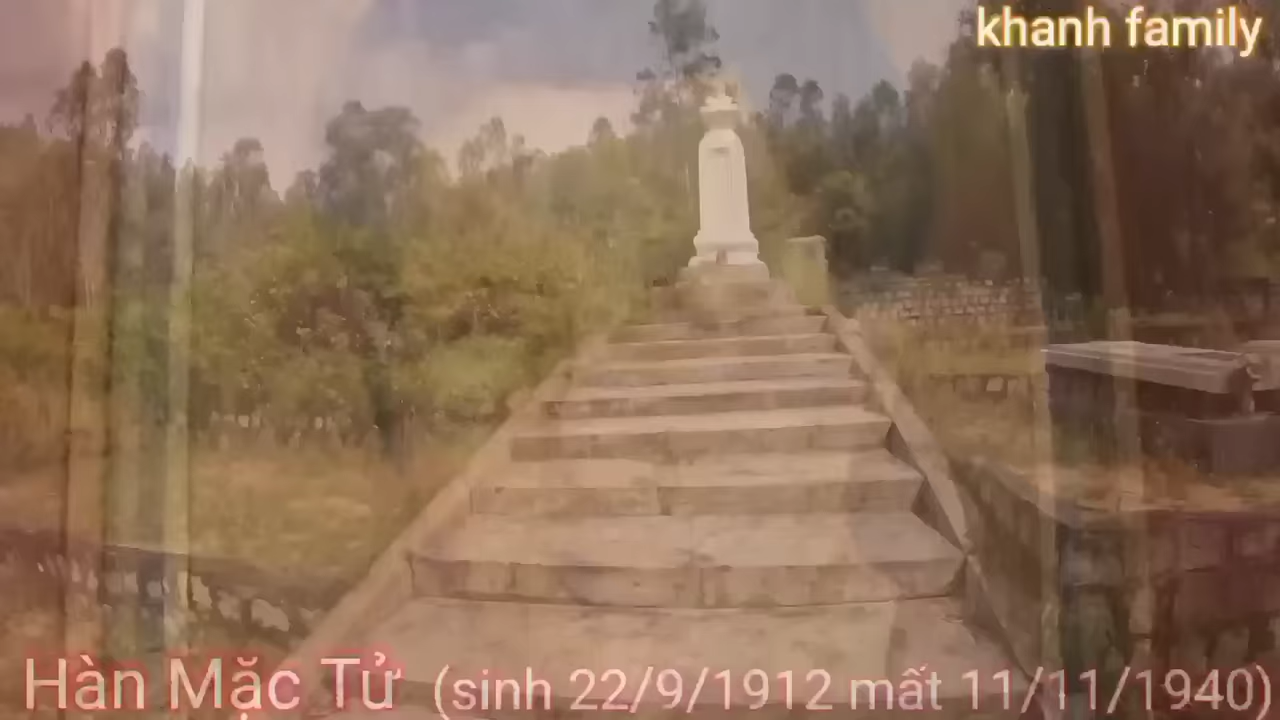 khanh family
Hàn Mặc Tử (sinh 22/9/1912 mất 11/11/1940)